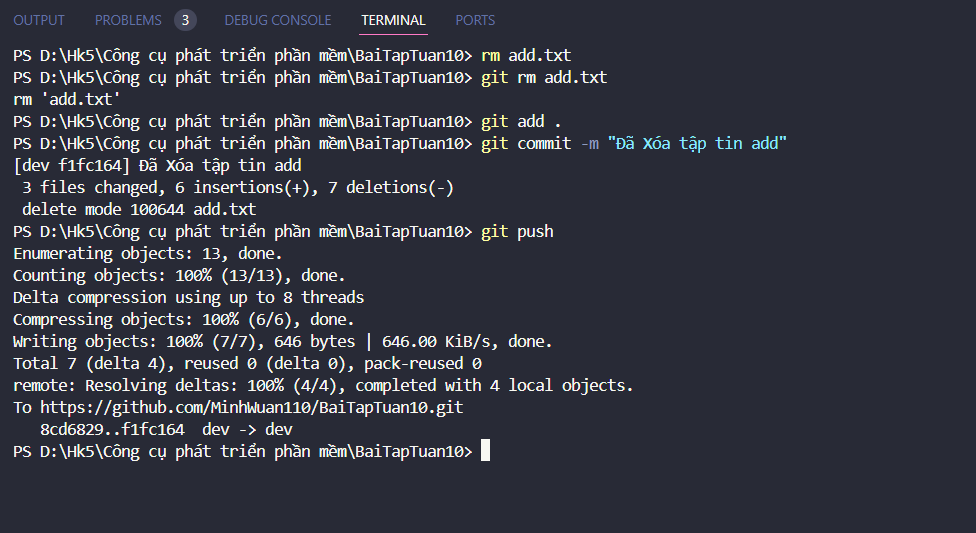 OUTPUT PROBLEMS 3 DEBUG CONSOLE TERMINAL PORTS
PS D:\Hk5\Công cụ phát triển phần mềm\BaiTapTuan10> rm add.txt
PS D:\Hk5\Công cụ phát triển phần mềm\BaiTapTuan10> git rm add.txt
rm 'add.txt'
PS D:\Hk5\Công cụ phát triển phần mềm\BaiTapTuan10> git add .
PS D:\Hk5\Công cụ phát triển phần mềm\BaiTapTuan10> git commit -m "Đã Xóa tập tin add"
[dev f1fc164] Đã Xóa tập tin add
 3 files changed, 6 insertions(+), 7 deletions(-)
 delete mode 100644 add.txt
PS D:\Hk5\Công cụ phát triển phần mềm\BaiTapTuan10> git push
Enumerating objects: 13, done.
Counting objects: 100% (13/13), done.
Delta compression using up to 8 threads
Compressing objects: 100% (6/6), done.
Writing objects: 100% (7/7), 646 bytes | 646.00 KiB/s, done.
Total 7 (delta 4), reused 0 (delta 0), pack-reused 0
remote: Resolving deltas: 100% (4/4), completed with 4 local objects.
To https://github.com/MinhWuan110/BaiTapTuan10.git
   8cd6829..f1fc164  dev -> dev
PS D:\Hk5\Công cụ phát triển phần mềm\BaiTapTuan10>